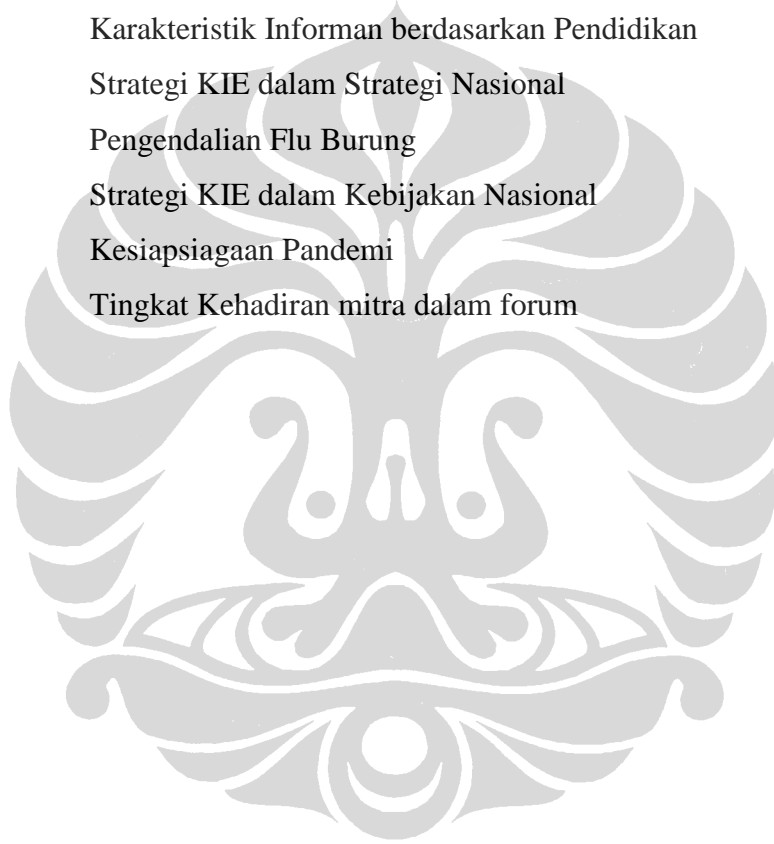 Karakteristik Informan berdasarkan Pendidikan
Strategi KIE dalam Strategi Nasional
Pengendalian Flu Burung
Strategi KIE dalam Kebijakan Nasional
Kesiapsiagaan Pandemi
Tingkat Kehadiran mitra dalam forum